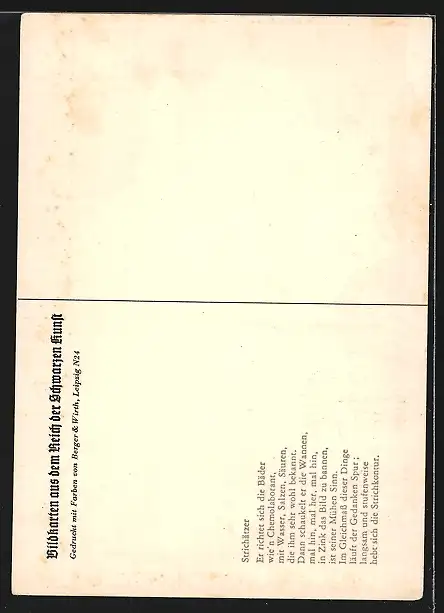 Bildkarten aus dem Reich der Schwarzen Kunst
Gedruckt mit Farben von Berger & Wirth, Leipzig N24
Strichätzer
Er richtet sich die Bäder
wie'n Chemolaborant,
mit Wasser, Salzen, Säuren,
die ihm sehr wohl bekannt.
Dann schaukelt er die Wannen,
mal hin, mal her, mal hin,
in Zink das Bild zu bannen,
ist seiner Mühen Sinn.
Im Gleichmaß dieser Dinge
läuft der Gedanken Spur;
langsam und stufenweise
hebt sich die Strichkontur.